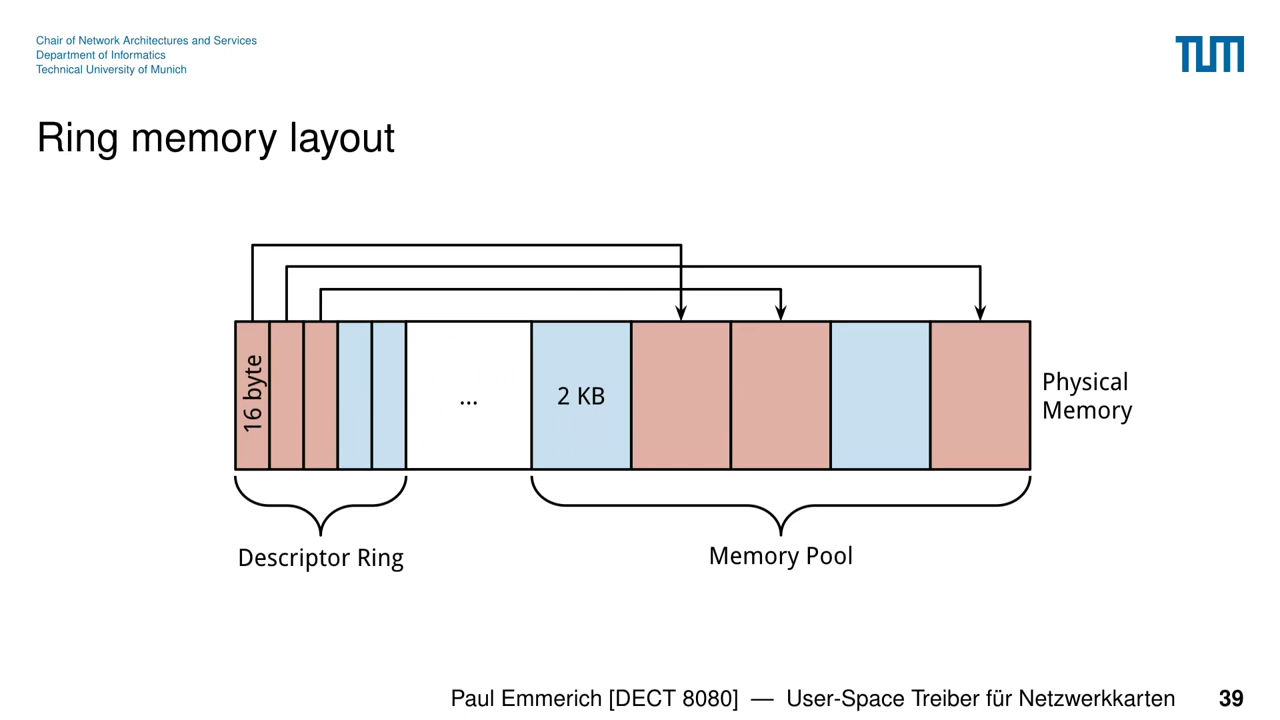 Chair of Network Architectures and Services
Department of Informatics
Technical University of Munich
TUM
Ring memory layout
16 byte
...
2 KB
Physical
Memory
Descriptor Ring
Memory Pool
Paul Emmerich [DECT 8080] — User-Space Treiber für Netzwerkkarten 39